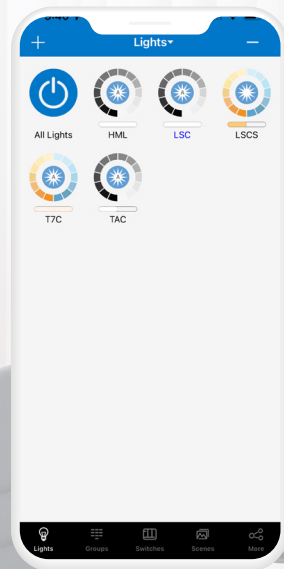 Lights
All Lights
HML
LSC
LSCS
T7C
TAC
Lights
Groups
Switches
Scenes
More